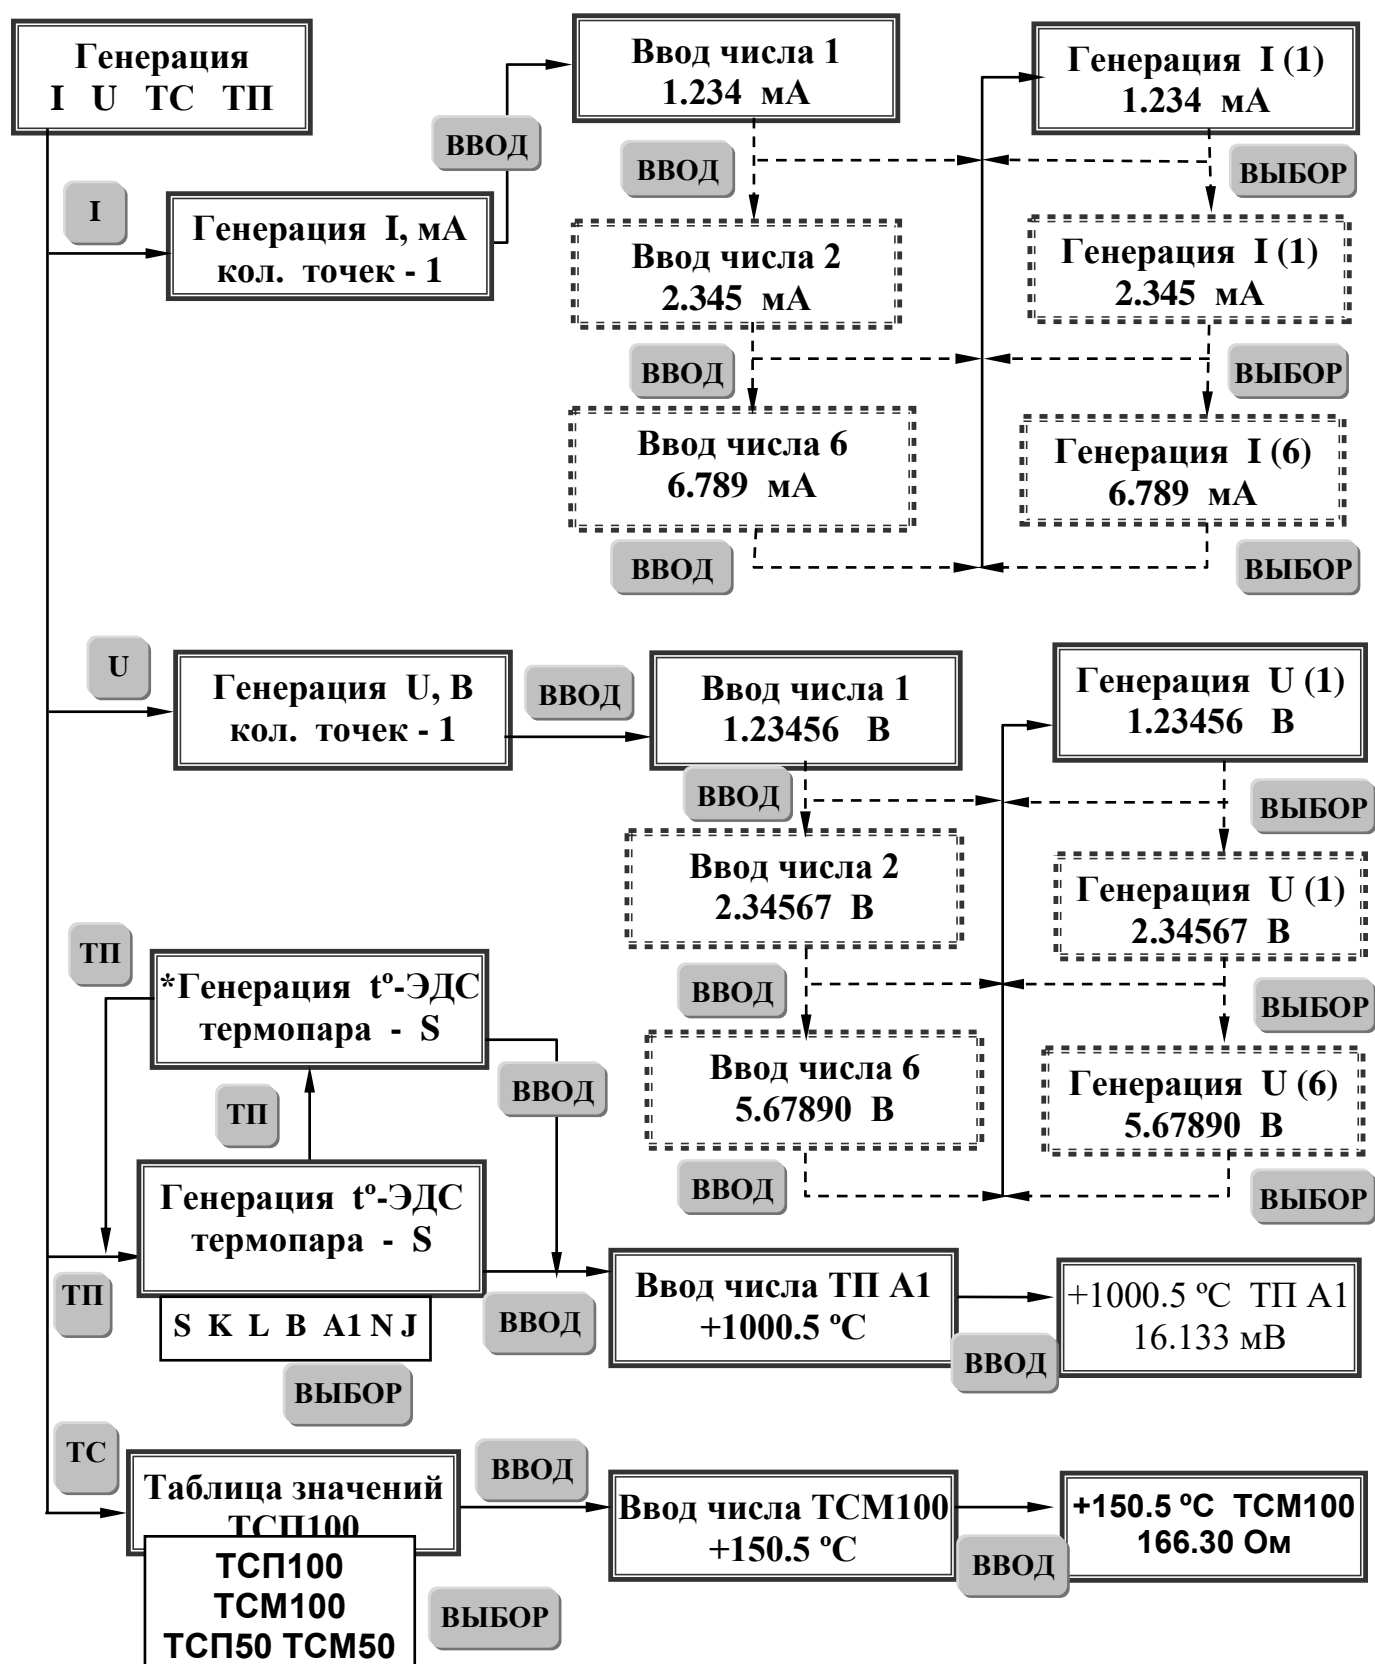 Генерация
I U ТС ТП
ВВОД
Ввод числа 1
1.234 мА
Генерация I (1)
1.234 мА
ВВОД
ВЫБОР
I
Генерация I, мА
кол. точек - 1
Ввод числа 2
2.345 мА
Генерация I (1)
2.345 мА
ВВОД
ВЫБОР
Ввод числа 6
6.789 мА
Генерация I (6)
6.789 мА
ВВОД
ВЫБОР
U
Генерация U, В
кол. точек - 1
ВВОД
Ввод числа 1
1.23456 В
Генерация U (1)
1.23456 В
ВВОД
ВЫБОР
Ввод числа 2
2.34567 В
Генерация U (1)
2.34567 В
ВВОД
ВЫБОР
Ввод числа 6
5.67890 В
Генерация U (6)
5.67890 В
ВВОД
ВЫБОР
ТП
*Генерация tº-ЭДС
термопара - S
ТП
ВВОД
Генерация tº-ЭДС
термопара - S
ТП
S K L B A1 N J
ВЫБОР
ВВОД
Ввод числа ТП А1
+1000.5 ºС
ВВОД
+1000.5 ºС ТП А1
16.133 мВ
ТС
Таблица значений
ТСП100
ТСП100
ТСМ100
ТСП50 ТСМ50
ВЫБОР
ВВОД
Ввод числа ТСМ100
+150.5 ºС
ВВОД
+150.5 ºС ТСМ100
166.30 Ом